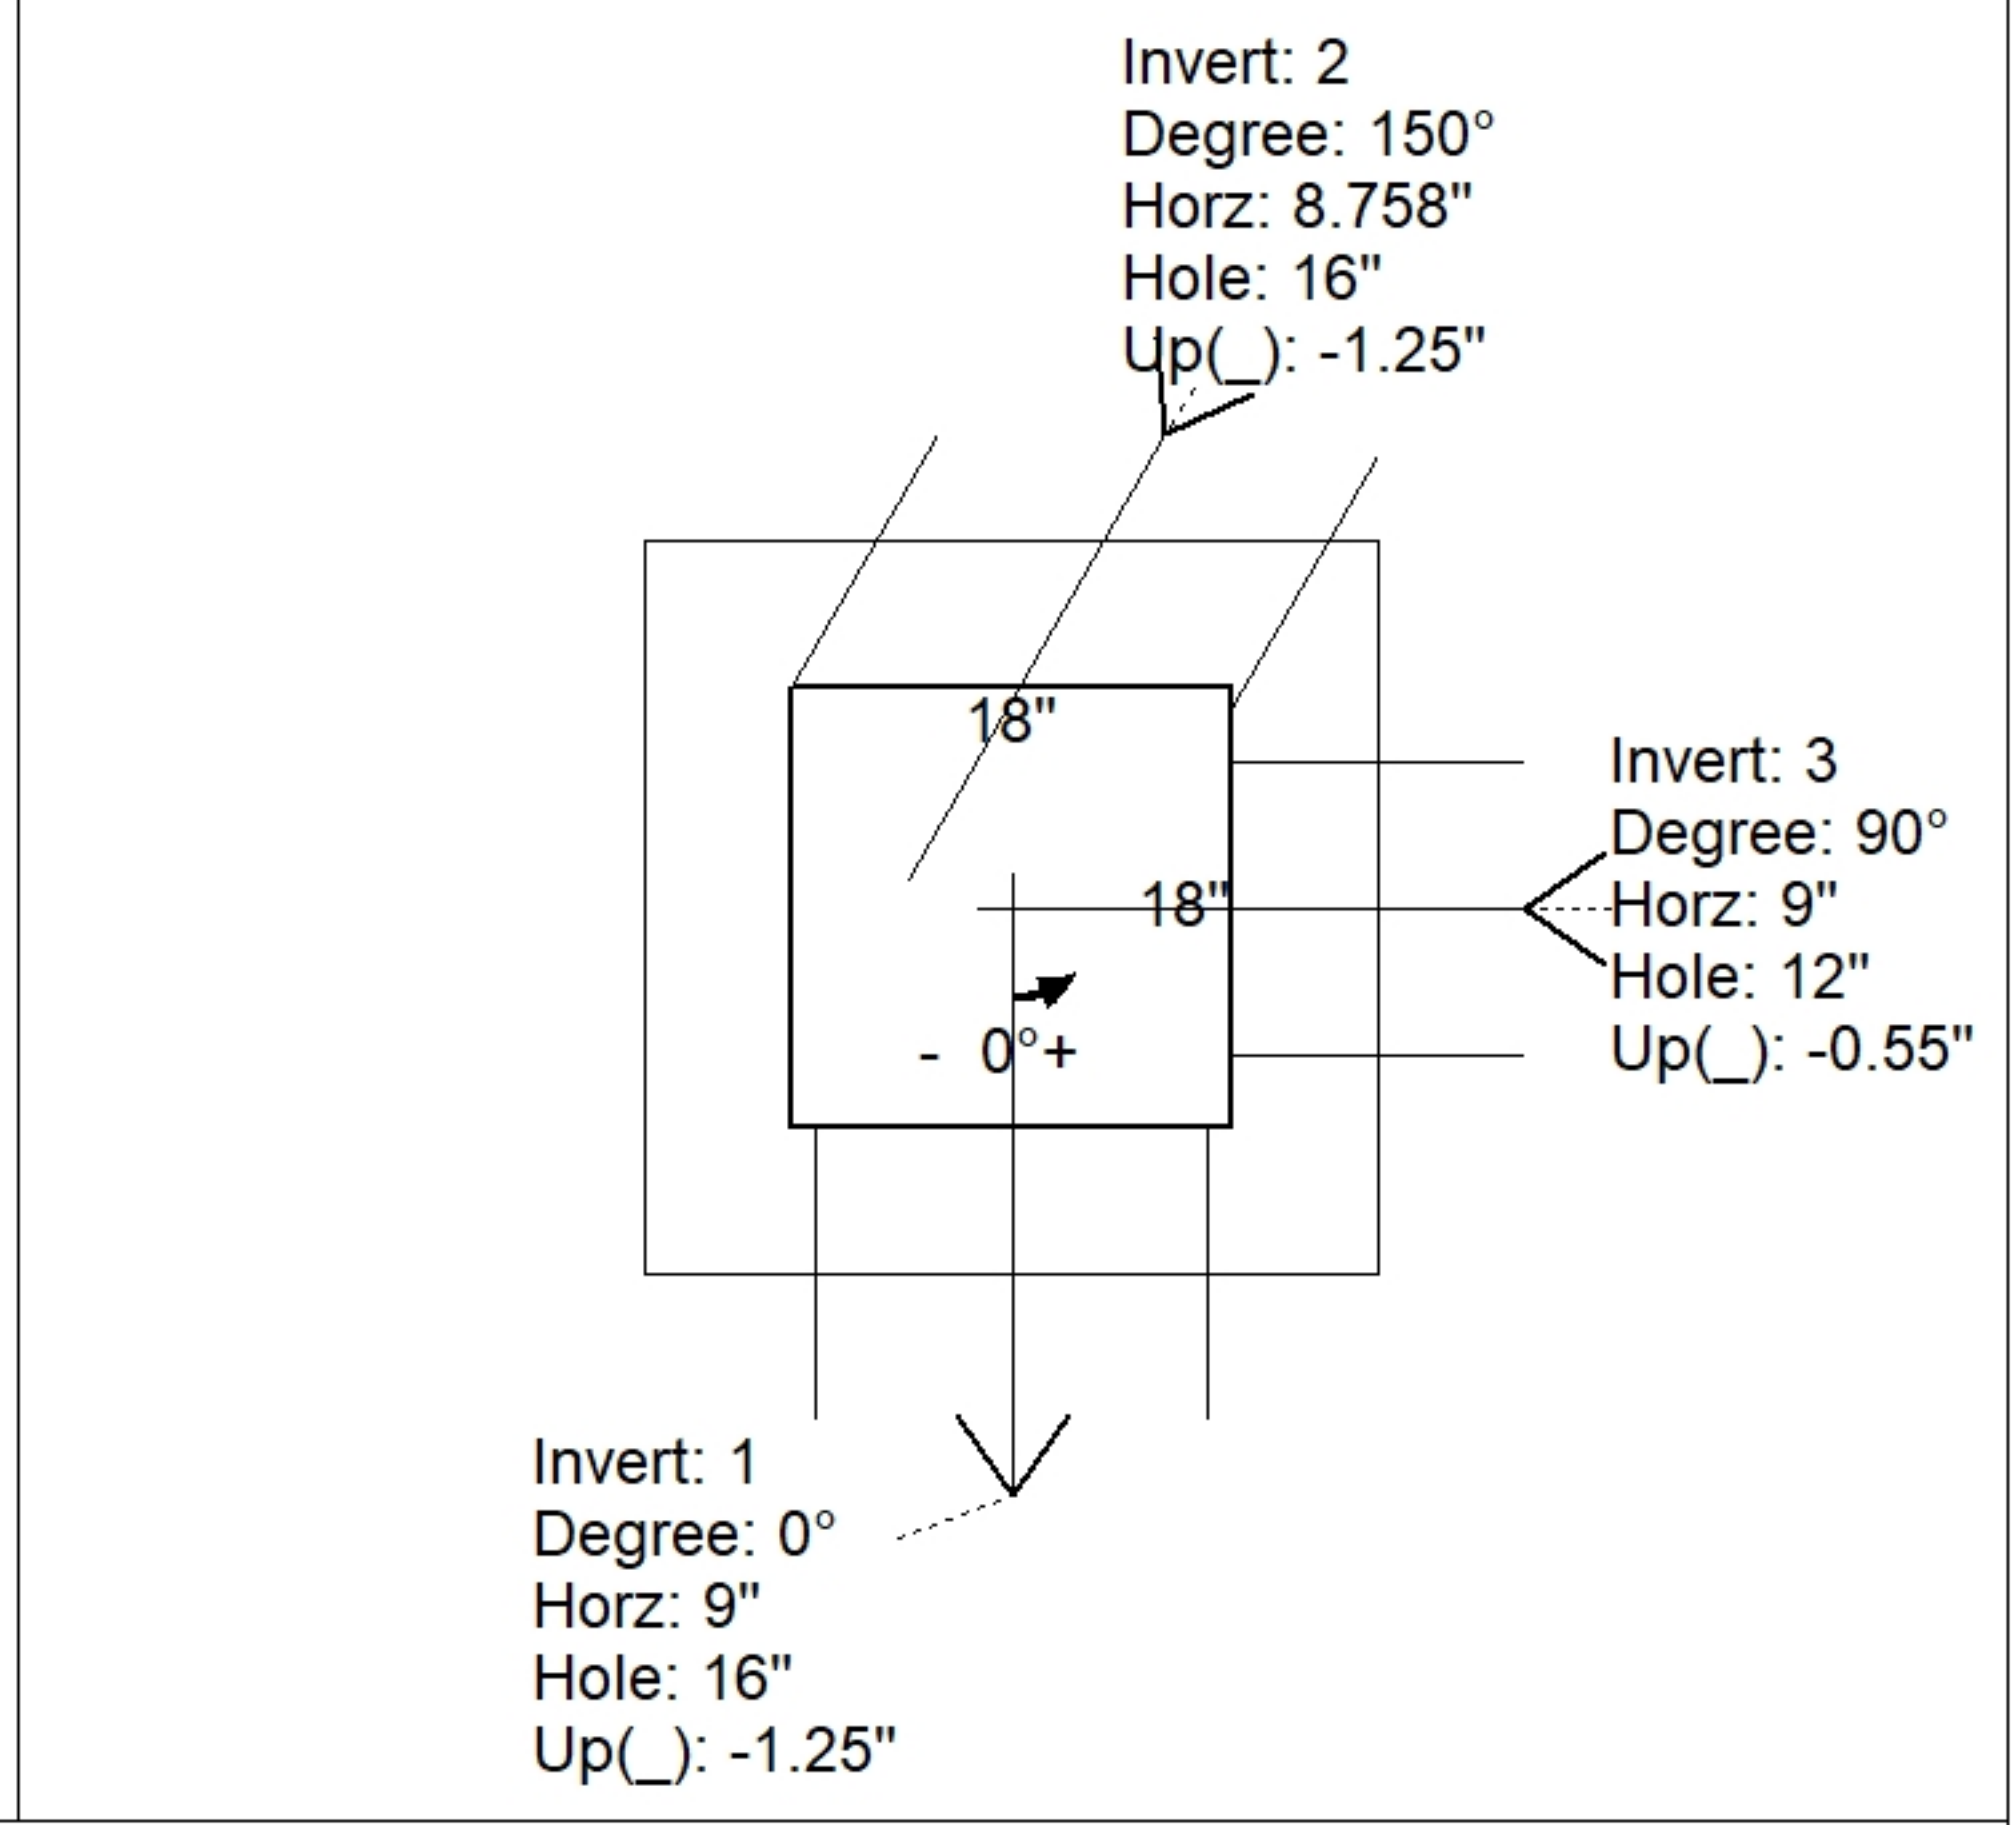 Invert: 2
Degree: 150°
Horz: 8.758"
Hole: 16"
Up(_): -1.25"
18"
18"
- 0°+
Invert: 3
Degree: 90°
Horz: 9"
Hole: 12"
Up(_): -0.55"
Invert: 1
Degree: 0°
Horz: 9"
Hole: 16"
Up(_): -1.25"